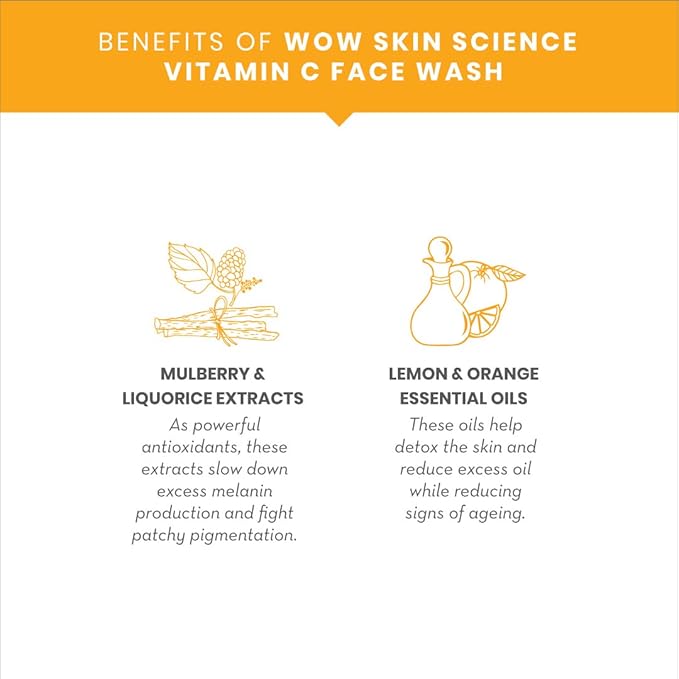 BENEFITS OF WOW SKIN SCIENCE
VITAMIN C FACE WASH
MULBERRY &
LIQUORICE EXTRACTS
As powerful
antioxidants, these
extracts slow down
excess melanin
production and fight
patchy pigmentation.
LEMON & ORANGE
ESSENTIAL OILS
These oils help
detox the skin and
reduce excess oil
while reducing
signs of ageing.